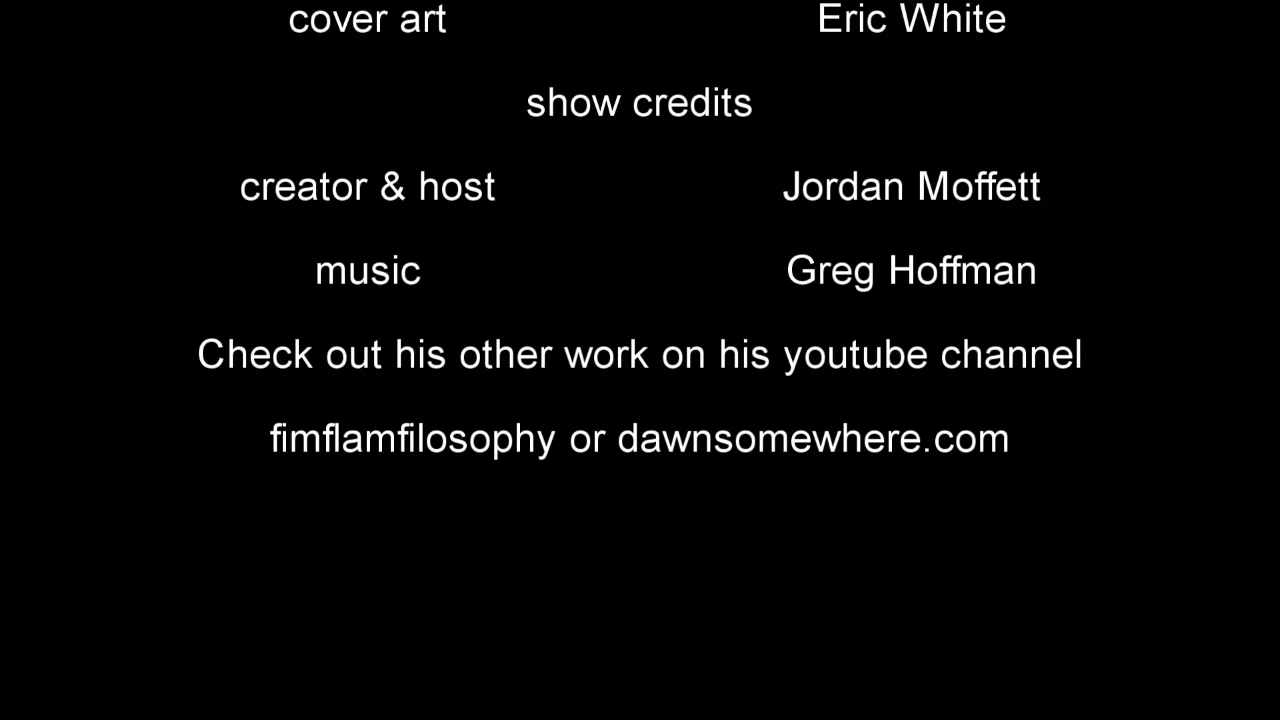 cover art Eric White
show credits
creator & host Jordan Moffett
music Greg Hoffman
Check out his other work on his youtube channel
fimflamfilosophy or dawnsomewhere.com